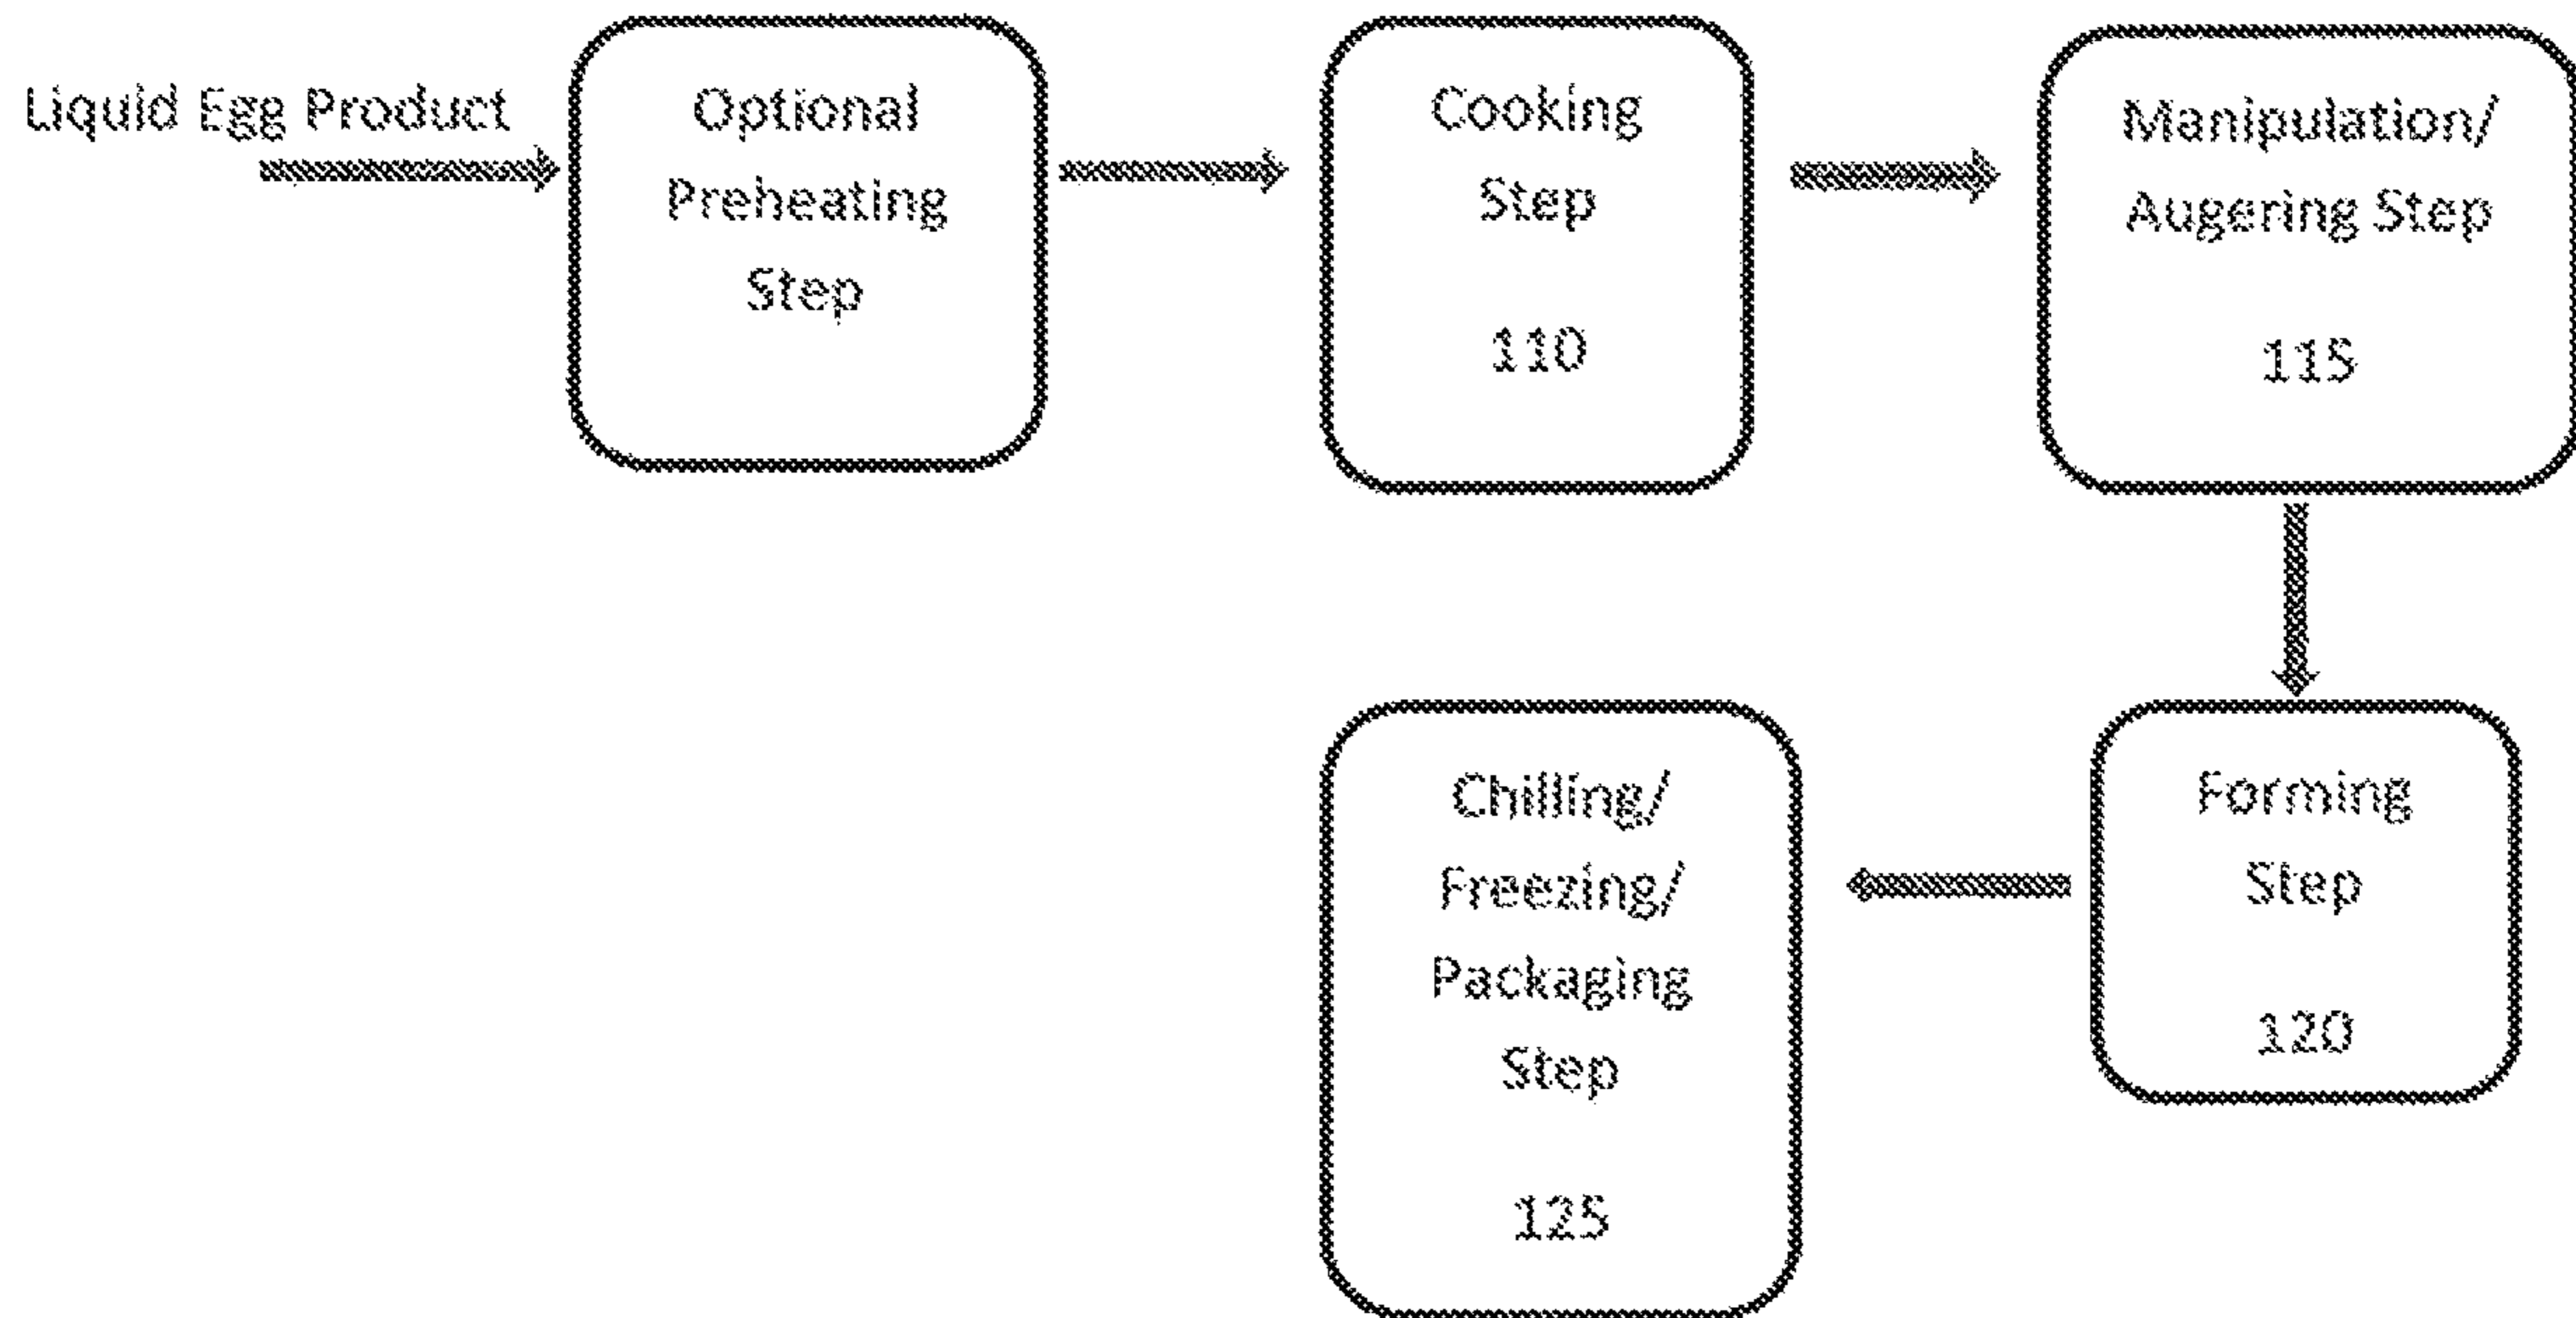 Liquid Egg Product
Optional
Preheating
Step
Cooking
Step
110
Manipulation/
Augering Step
115
Forming
Step
120
Chilling/
Freezing/
Packaging
Step
125